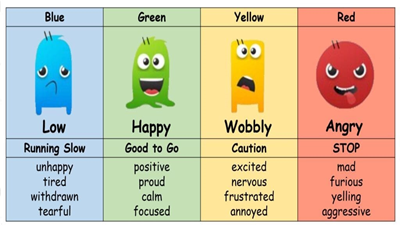 Blue Green Yellow Red
Low Happy Wobbly Angry
Running Slow Good to Go Caution STOP
unhappy positive excited mad
tired proud nervous furious
withdrawn calm frustrated yelling
tearful focused annoyed aggressive